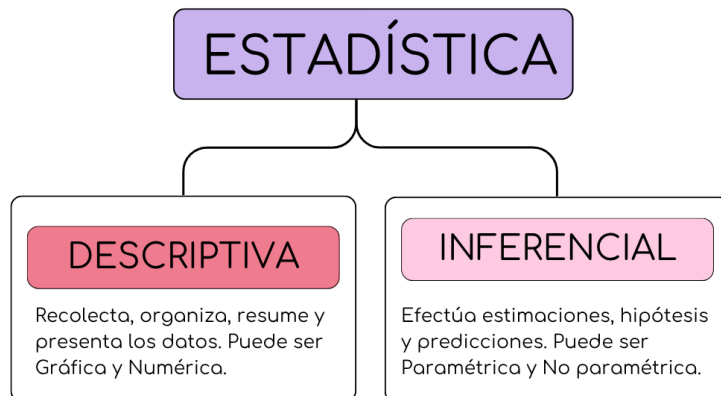 ESTADÍSTICA
DESCRIPTIVA
Recolecta, organiza, resume y
presenta los datos. Puede ser
Gráfica y Numérica.
INFERENCIAL
Efectúa estimaciones, hipótesis
y predicciones. Puede ser
Paramétrica y No paramétrica.